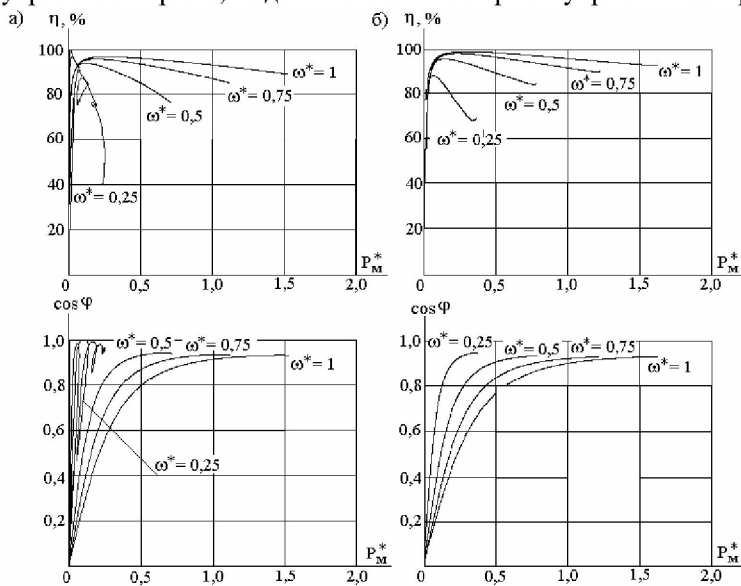 а)
η, %
100
80
60
40
20
0
0,5
1,0
1,5
2,0
P*м
ω*= 1
ω*= 0,75
ω*= 0,5
ω*= 0,25
б)
η, %
100
80
60
40
20
0
0,5
1,0
1,5
2,0
P*м
ω*= 1
ω*= 0,75
ω*= 0,5
ω*= 0,25
cos φ
1,0
0,8
0,6
0,4
0,2
0
0,5
1,0
1,5
2,0
P*м
ω*= 0,5
ω*= 0,75
ω*= 1
ω*= 0,25
cos φ
1,0
0,8
0,6
0,4
0,2
0
0,5
1,0
1,5
2,0
P*м
ω*= 0,25
ω*= 0,5
ω*= 0,75
ω*= 1